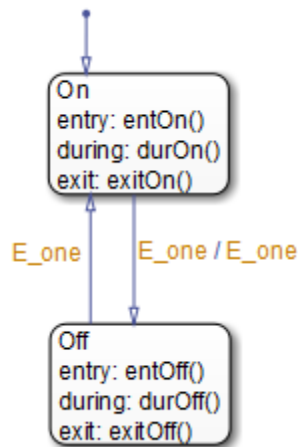 On
entry: entOn()
during: durOn()
exit: exitOn()
E_one
E_one / E_one
Off
entry: entOff()
during: durOff()
exit: exitOff()